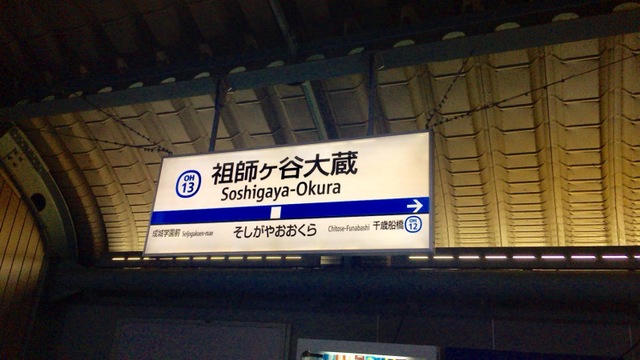 OH
13
祖師ヶ谷大蔵
Soshigaya-Okura
成城学園前 Seijogakuen-mae
そしがやおおくら
Chitose-Funabashi 千歳船橋 OH 12